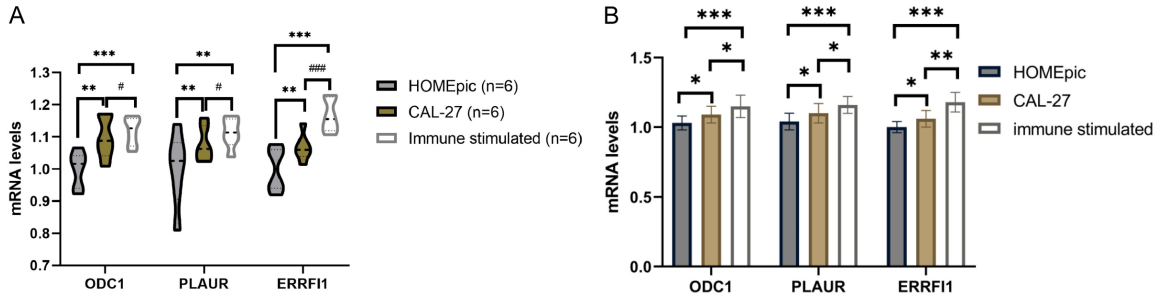 A
mRNA levels
1.3
1.2
1.1
1.0
0.9
0.8
0.7
***
**
#
**
**
#
***
**
###
ODC1
PLAUR
ERRFI1
HOMEpic (n=6)
CAL-27 (n=6)
Immune stimulated (n=6)
B
mRNA levels
1.5
1.0
0.5
0.0
***
*
*
***
*
*
***
**
*
ODC1
PLAUR
ERRFI1
HOMEpic
CAL-27
immune stimulated